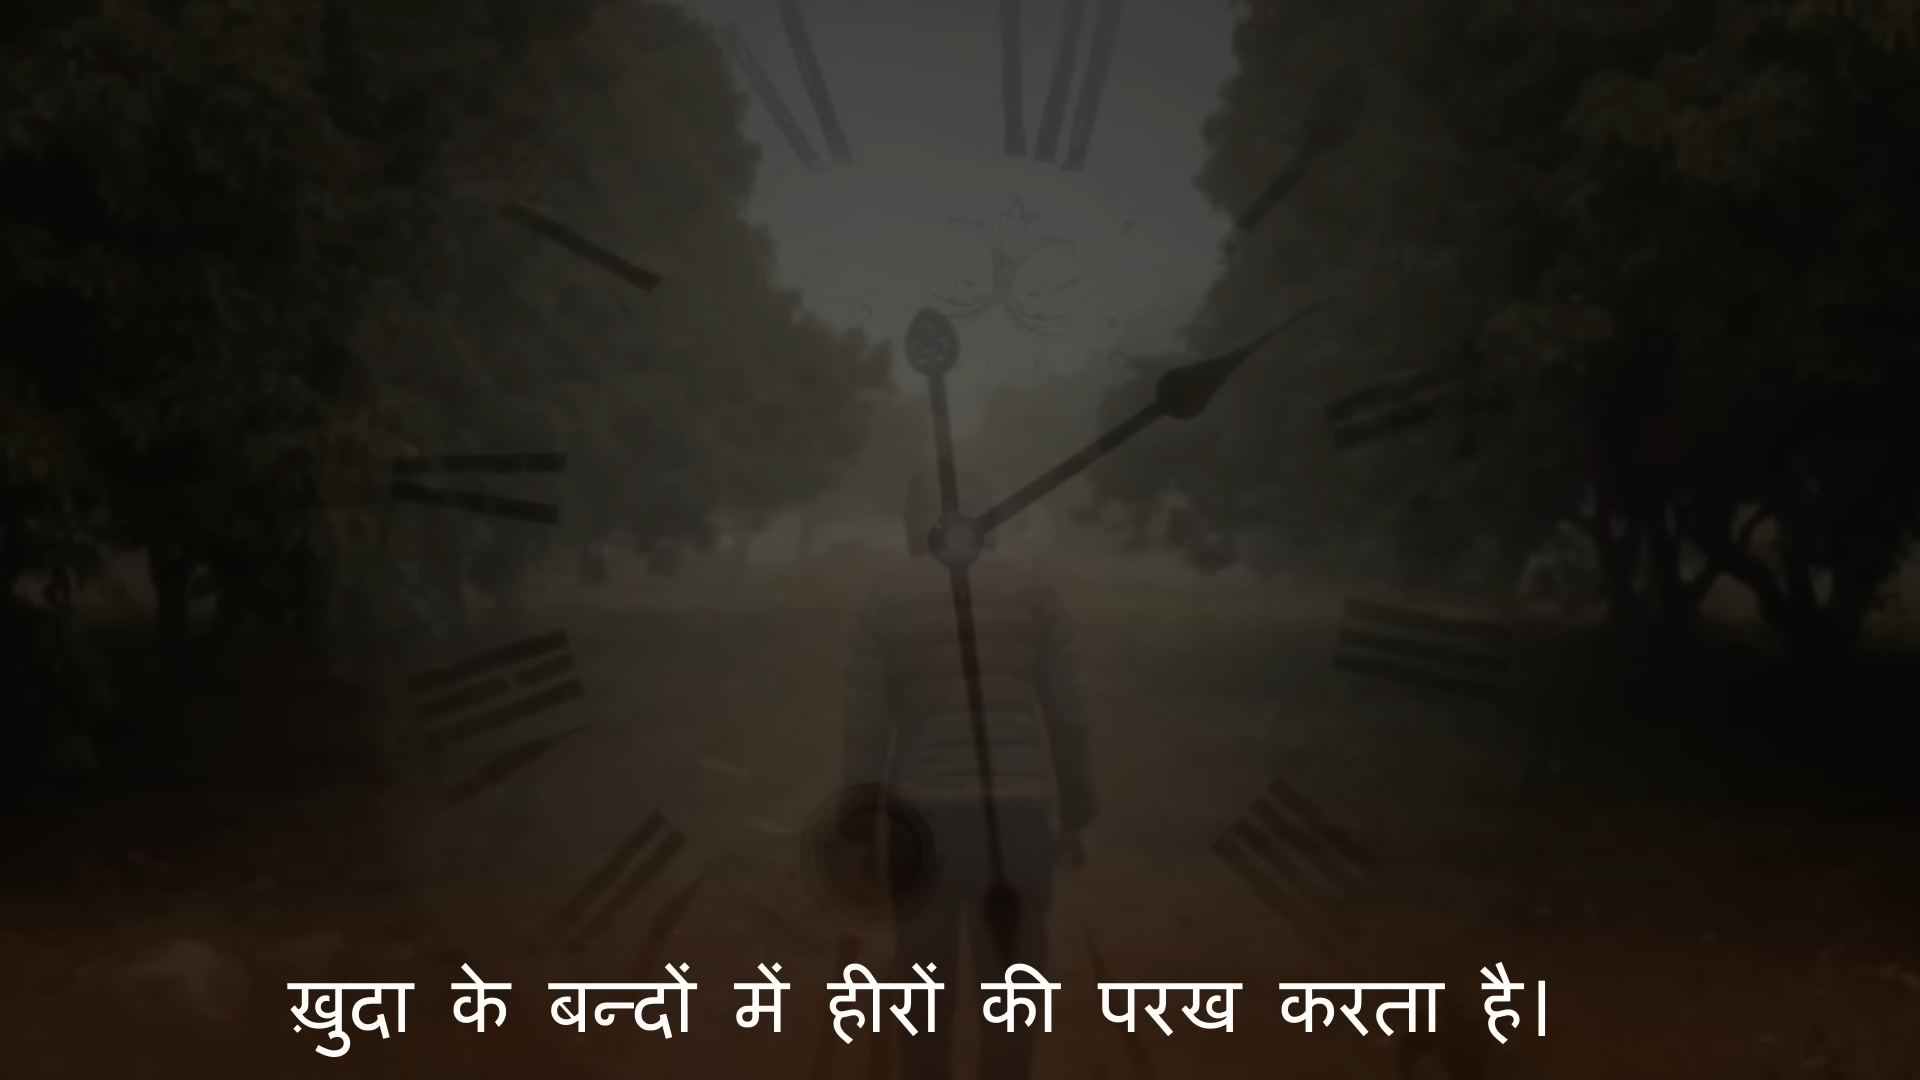 ख़ुदा के बन्दों में हीरों की परख करता है।